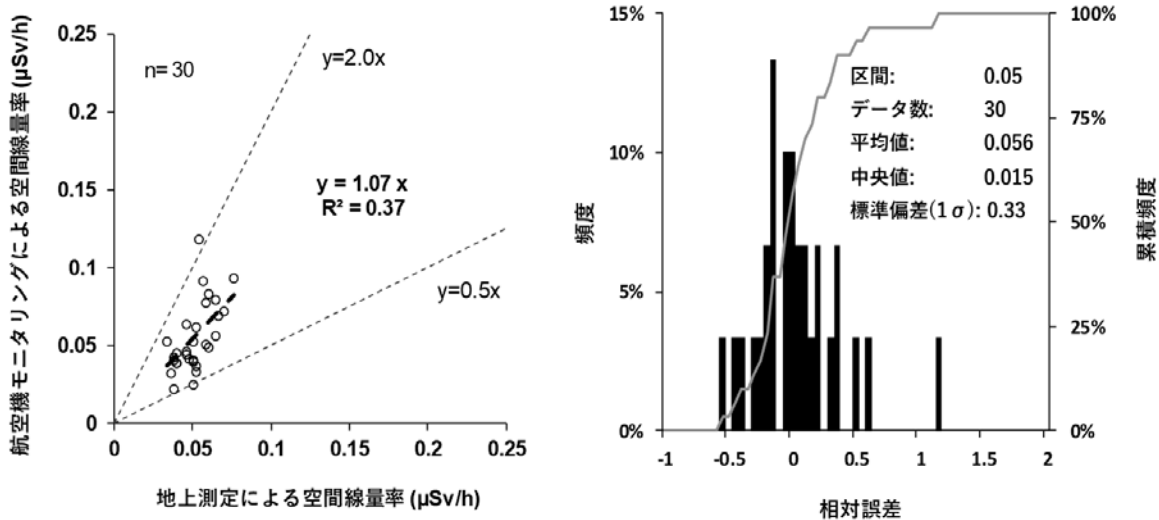 航空機モニタリングによる空間線量率 (μSv/h)
0.25
0.2
0.15
0.1
0.05
0
n= 30
y=2.0x
y = 1.07 x
R² = 0.37
y=0.5x
0
0.05
0.1
0.15
0.2
0.25
地上測定による空間線量率 (μSv/h)
頻度
15%
10%
5%
0%
区間: 0.05
データ数: 30
平均値: 0.056
中央値: 0.015
標準偏差(1σ): 0.33
100%
75%
50%
25%
0%
累積頻度
-1
-0.5
0
0.5
1
1.5
2
相対誤差